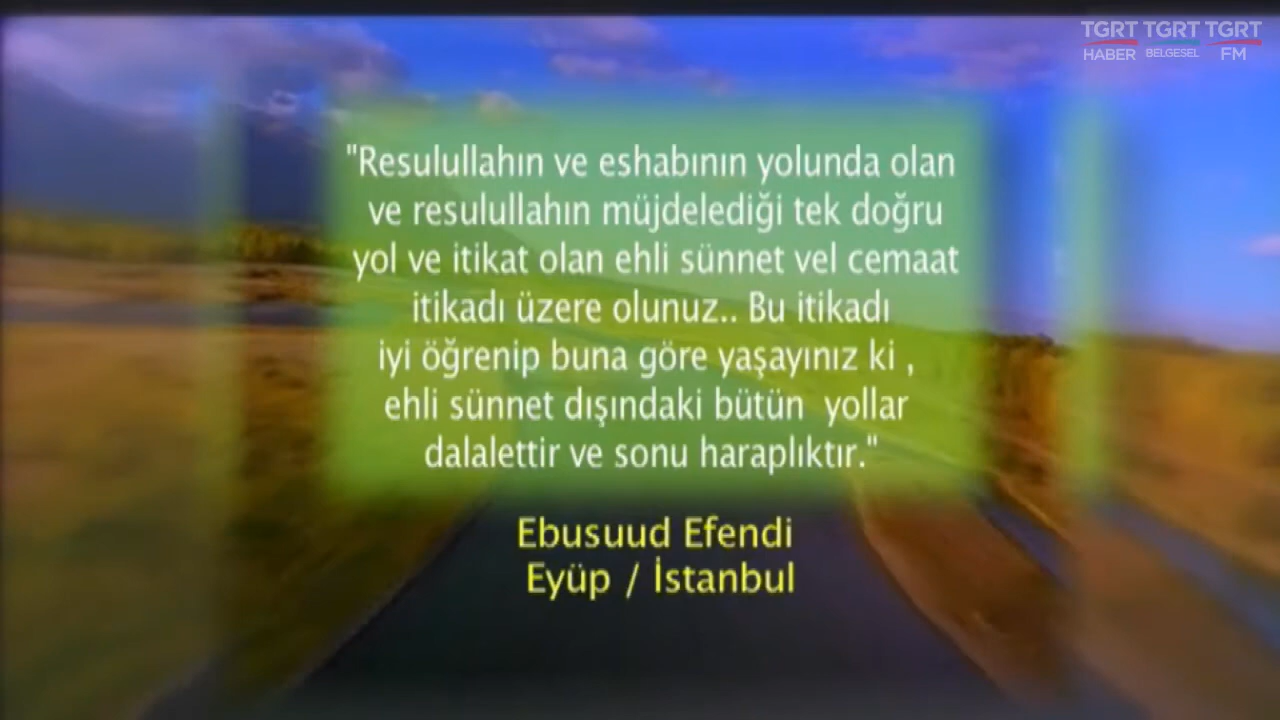 TGRT TGRT TGRT
HABER BELGESEL FM
"Resulullahın ve eshabının yolunda olan
ve resulullahın müjdelediği tek doğru
yol ve itikat olan ehli sünnet vel cemaat
itikadı üzere olunuz.. Bu itikadı
iyi öğrenip buna göre yaşayınız ki ,
ehli sünnet dışındaki bütün  yollar
dalalettir ve sonu haraplıktır."
Ebusuud Efendi
Eyüp / İstanbul